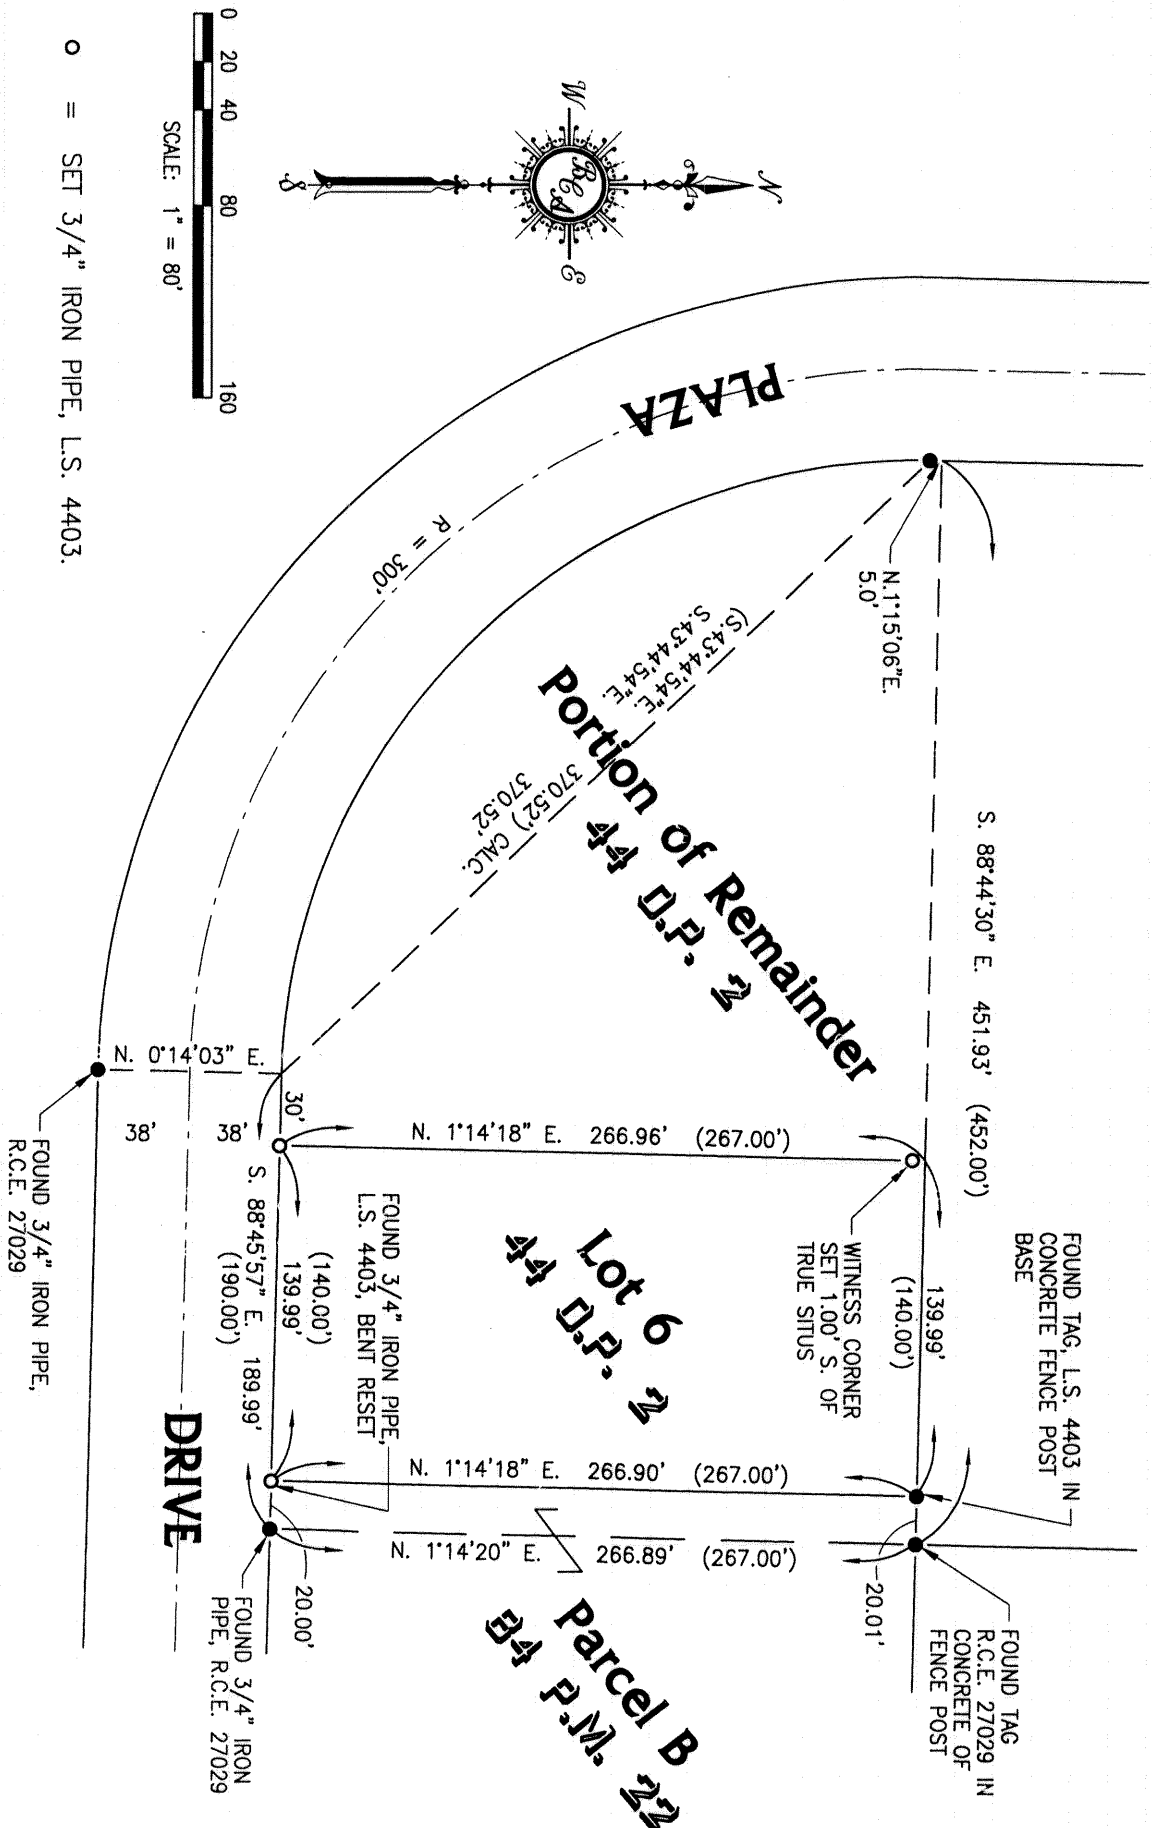 S. 88°44'30" E. 451.93' (452.00')
FOUND TAG, L.S. 4403 IN
CONCRETE FENCE POST
BASE
FOUND TAG
R.C.E. 27029 IN
CONCRETE OF
FENCE POST
N.1°15'06"E.
5.0'
139.99'
(140.00')
WITNESS CORNER
SET 1.00' S. OF
TRUE SITUS
20.01'
N
W
E
S
BCA
PLAZA
R = 300'
(S.43°44'54"E. 370.52') CALC.
S.43°44'54"E. 370.52'
Portion of Remainder
44 D.P. 2
N. 1°14'18" E. 266.96' (267.00')
Lot 6
44 D.P. 2
N. 1°14'18" E. 266.90' (267.00')
N. 1°14'20" E. 266.89' (267.00')
Parcel B
B4 P.M. 22
FOUND 3/4" IRON PIPE,
L.S. 4403, BENT RESET
30'
(140.00')
139.99'
S. 88°45'57" E. 189.99'
(190.00')
20.00'
FOUND 3/4" IRON
PIPE, R.C.E. 27029
N. 0°14'03" E.
38'
38'
DRIVE
FOUND 3/4" IRON PIPE,
R.C.E. 27029
0 20 40 80 160
SCALE: 1" = 80'
o = SET 3/4" IRON PIPE, L.S. 4403.